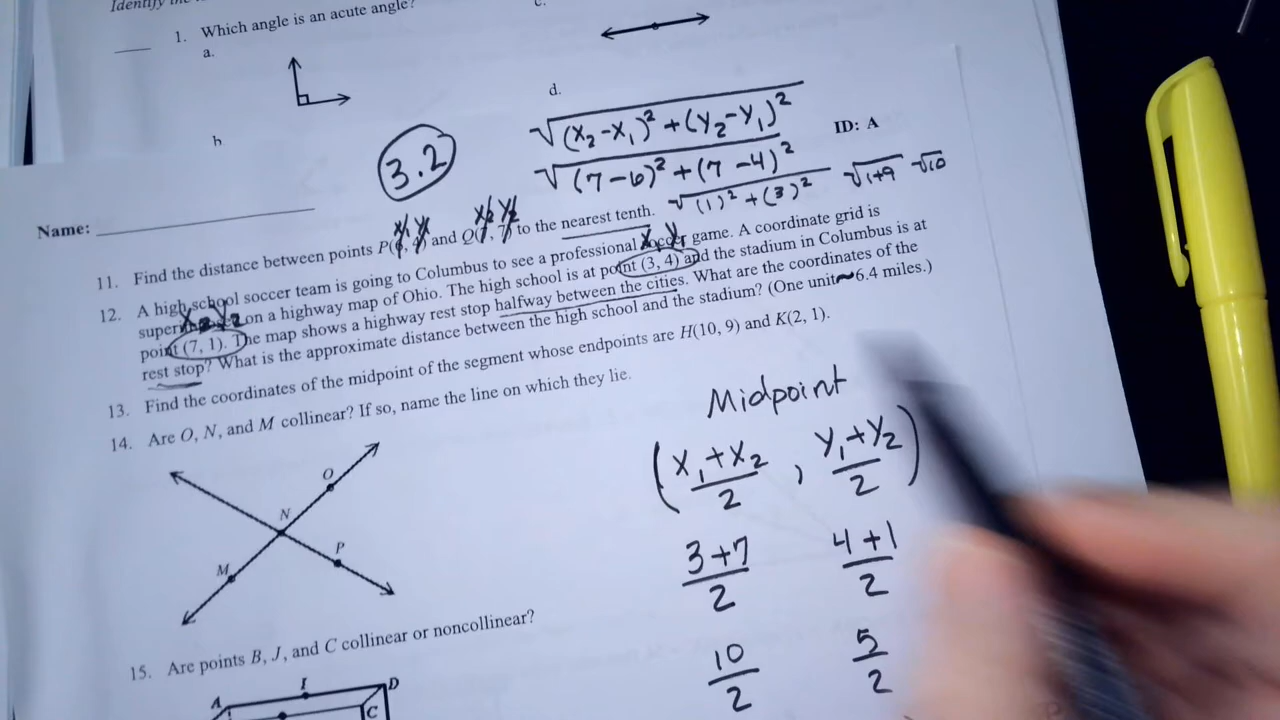 Identify the
1. Which angle is an acute angle?
a.
c.
d.
√(x₂-x₁)² + (y₂-y₁)²
ID: A
h
3.2
√(7-6)² + (7-4)²
√(1)² + (3)² √1+9 √10
Name:
x₁ y₁ x₂ y₂
11. Find the distance between points P( , ) and Q( , ) to the nearest tenth.
12. A high school soccer team is going to Columbus to see a professional soccer game. A coordinate grid is
on a highway map of Ohio. The high school is at point (3, 4) and the stadium in Columbus is at
point (7, 1). The map shows a highway rest stop halfway between the cities. What are the coordinates of the
rest stop? What is the approximate distance between the high school and the stadium? (One unit ~ 6.4 miles.)
13. Find the coordinates of the midpoint of the segment whose endpoints are H(10, 9) and K(2, 1).
14. Are O, N, and M collinear? If so, name the line on which they lie.
Midpoint
(x₁+x₂/2 , y₁+y₂/2)
O
N
P
M
3+7/2 4+1/2
15. Are points B, J, and C collinear or noncollinear?
10/2 5/2
A I D
C